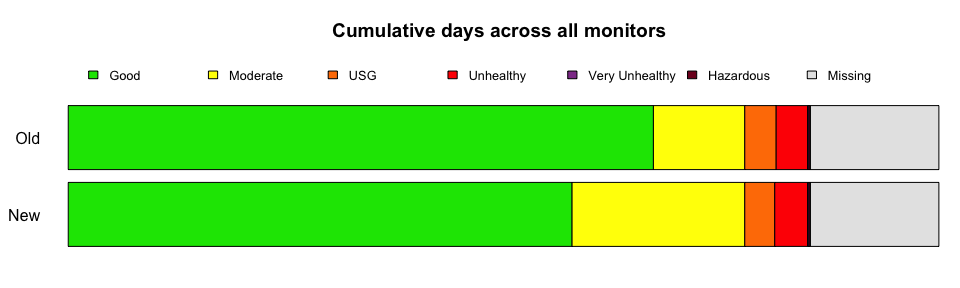 Cumulative days across all monitors
Good Moderate USG Unhealthy Very Unhealthy Hazardous Missing
Old
New